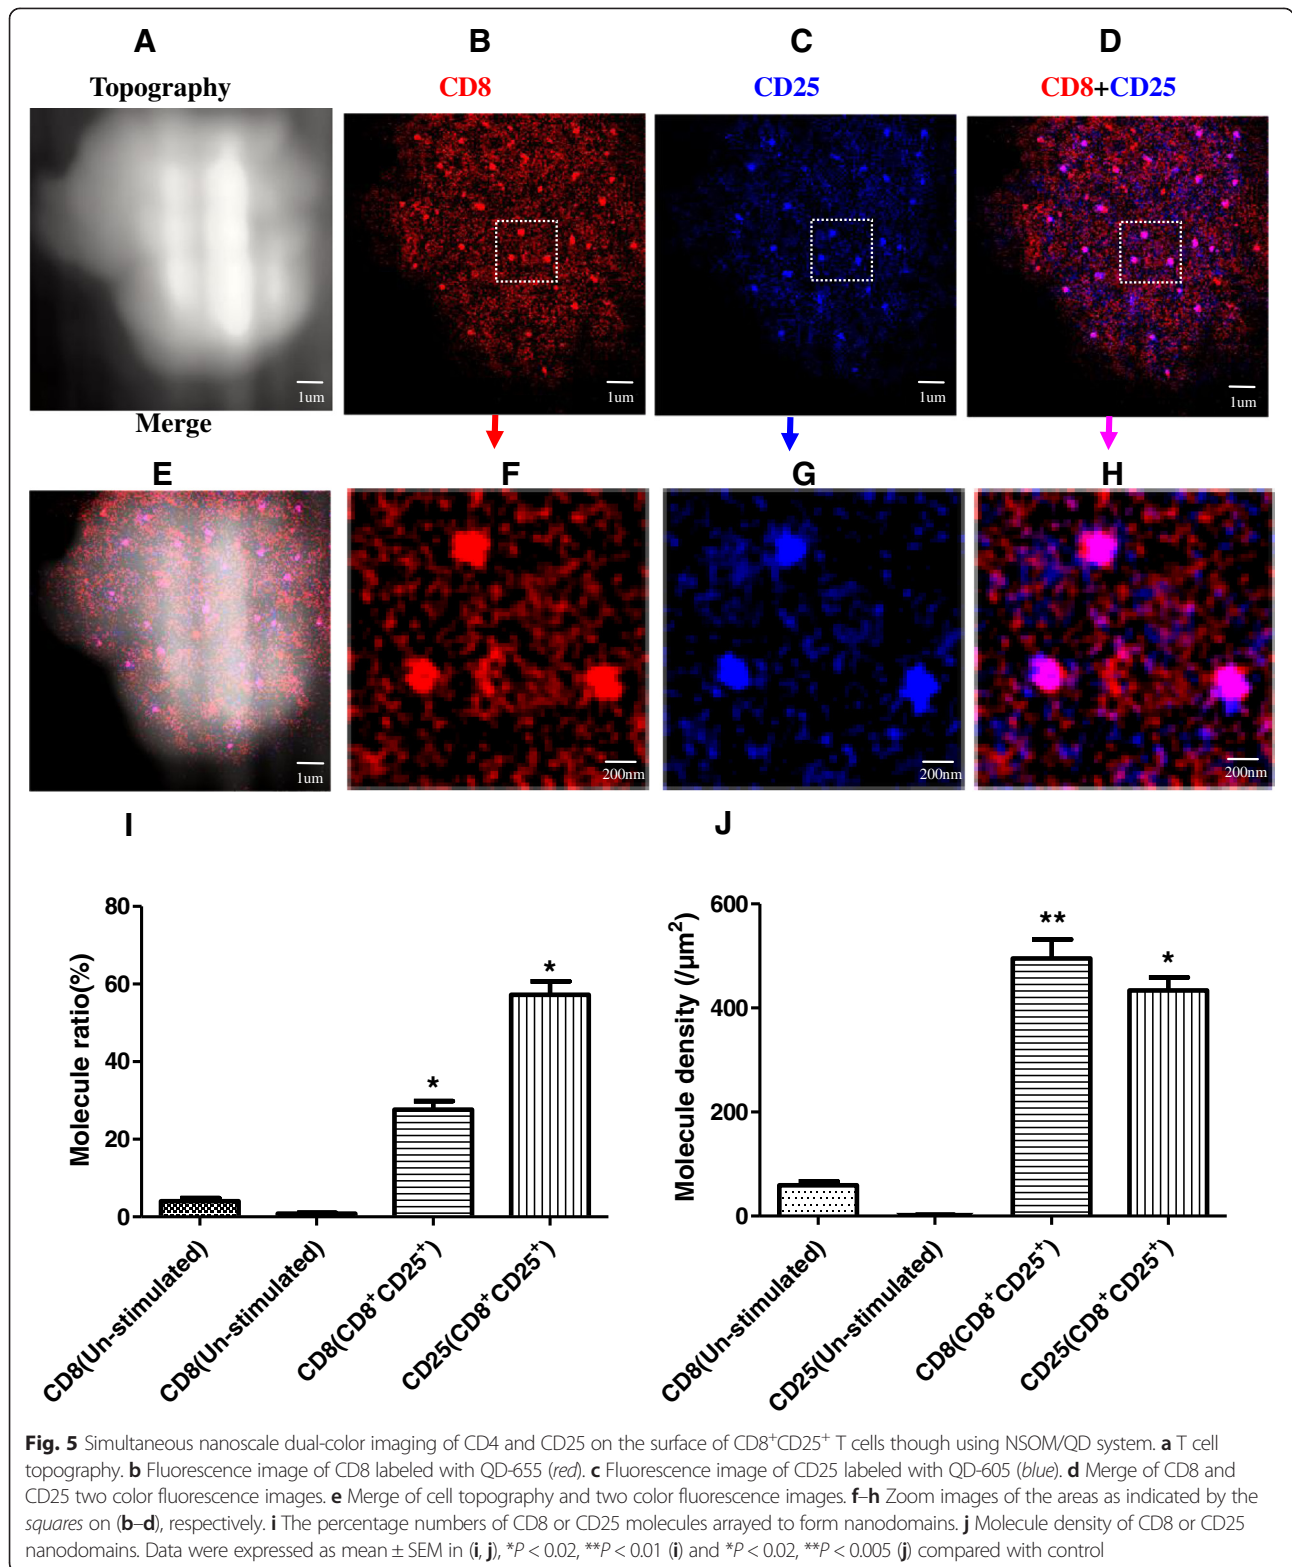 A
B
C
D
Topography
CD8
CD25
CD8+CD25
1um
1um
1um
1um
Merge
E
F
G
H
1um
200nm
200nm
200nm
I
J
Molecule ratio(%)
80
60
40
20
0
*
*
CD8(Un-stimulated)
CD8(Un-stimulated)
CD8(CD8⁺CD25⁺)
CD25(CD8⁺CD25⁺)
Molecule density (/μm²)
600
400
200
0
**
*
CD8(Un-stimulated)
CD25(Un-stimulated)
CD8(CD8⁺CD25⁺)
CD25(CD8⁺CD25⁺)
Fig. 5 Simultaneous nanoscale dual-color imaging of CD4 and CD25 on the surface of CD8⁺CD25⁺ T cells though using NSOM/QD system. a T cell
topography. b Fluorescence image of CD8 labeled with QD-655 (red). c Fluorescence image of CD25 labeled with QD-605 (blue). d Merge of CD8 and
CD25 two color fluorescence images. e Merge of cell topography and two color fluorescence images. f–h Zoom images of the areas as indicated by the
squares on (b–d), respectively. i The percentage numbers of CD8 or CD25 molecules arrayed to form nanodomains. j Molecule density of CD8 or CD25
nanodomains. Data were expressed as mean ± SEM in (i, j), *P < 0.02, **P < 0.01 (i) and *P < 0.02, **P < 0.005 (j) compared with control